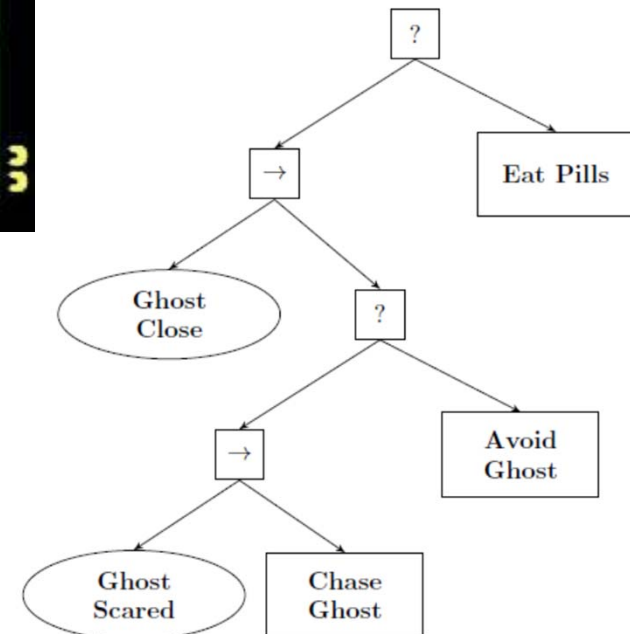 ?
→
Eat Pills
Ghost
Close
?
→
Avoid
Ghost
Ghost
Scared
Chase
Ghost